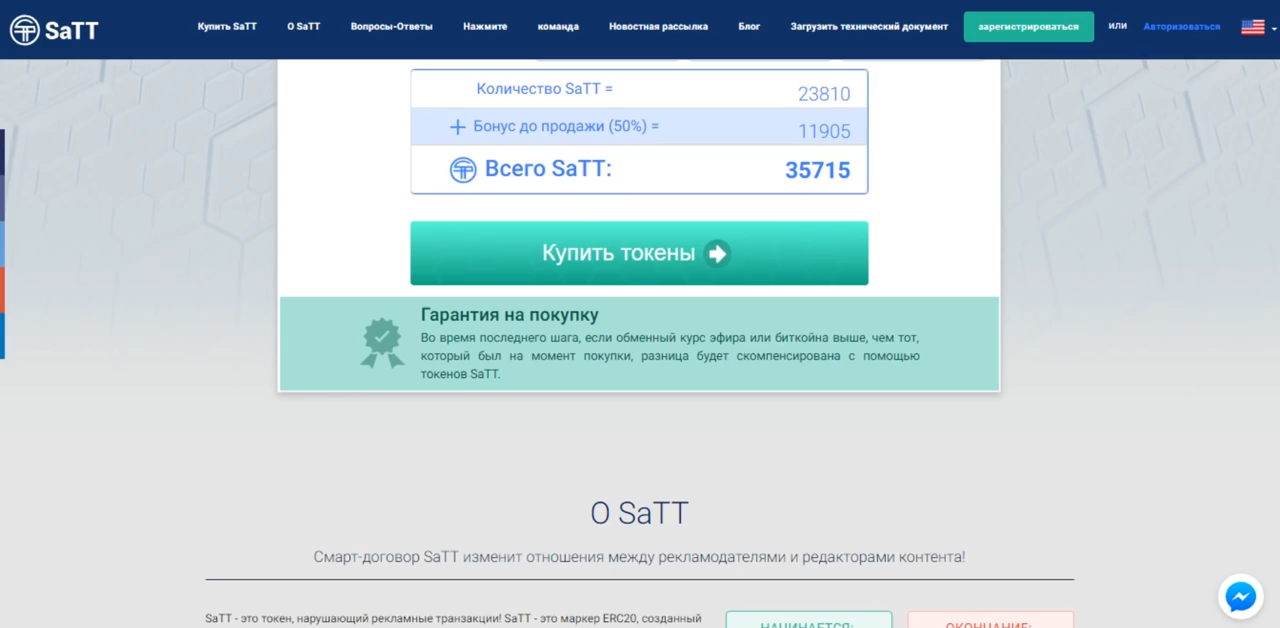 SaTT Купить SaTT О SaTT Вопросы-Ответы Нажмите команда Новостная рассылка Блог Загрузить технический документ зарегистрироваться или Авторизоваться
Количество SaTT = 23810
+ Бонус до продажи (50%) = 11905
Всего SaTT: 35715
Купить токены
Гарантия на покупку
Во время последнего шага, если обменный курс эфира или биткойна выше, чем тот,
который был на момент покупки, разница будет скомпенсирована с помощью
токенов SaTT.
О SaTT
Смарт-договор SaTT изменит отношения между рекламодателями и редакторами контента!
SaTT - это токен, нарушающий рекламные транзакции! SaTT - это маркер ERC20, созданный
НАЧИНАЕТСЯ: ОКОНЧАНИЕ: